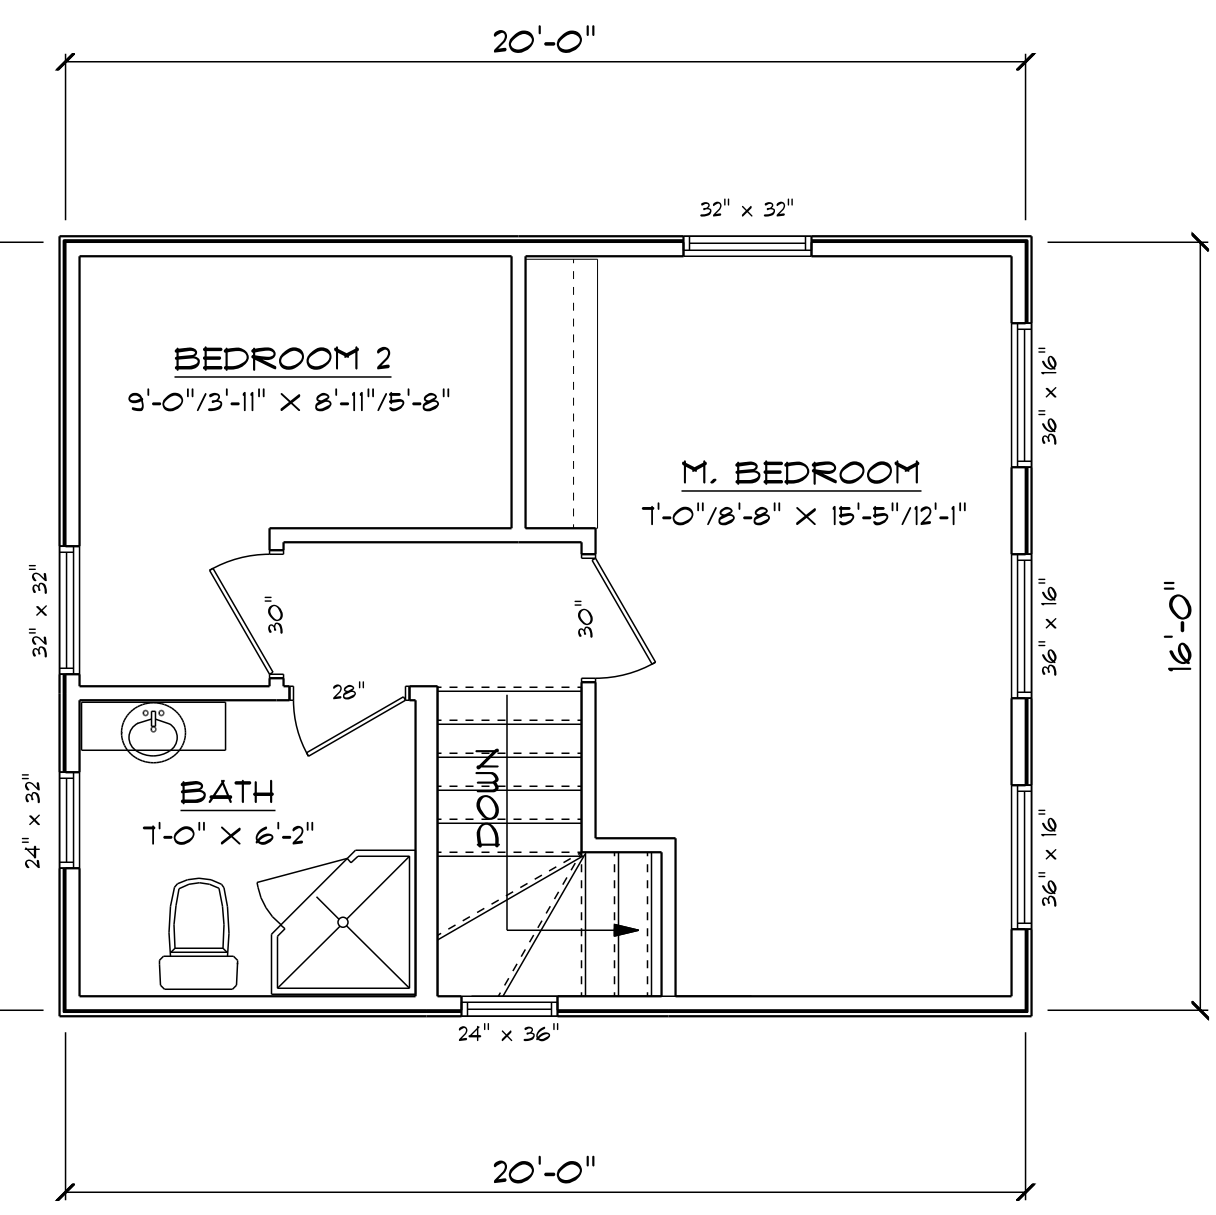 20'-0"
32" x 32"
BEDROOM 2
9'-0"/3'-11" X 8'-11"/5'-8"
36" x 16"
M. BEDROOM
7'-0"/8'-8" X 15'-5"/12'-1"
32" x 32"
30"
30"
36" x 16"
16'-0"
28"
DOWN
BATH
7'-0" X 6'-2"
24" x 32"
36" x 16"
24" x 36"
20'-0"